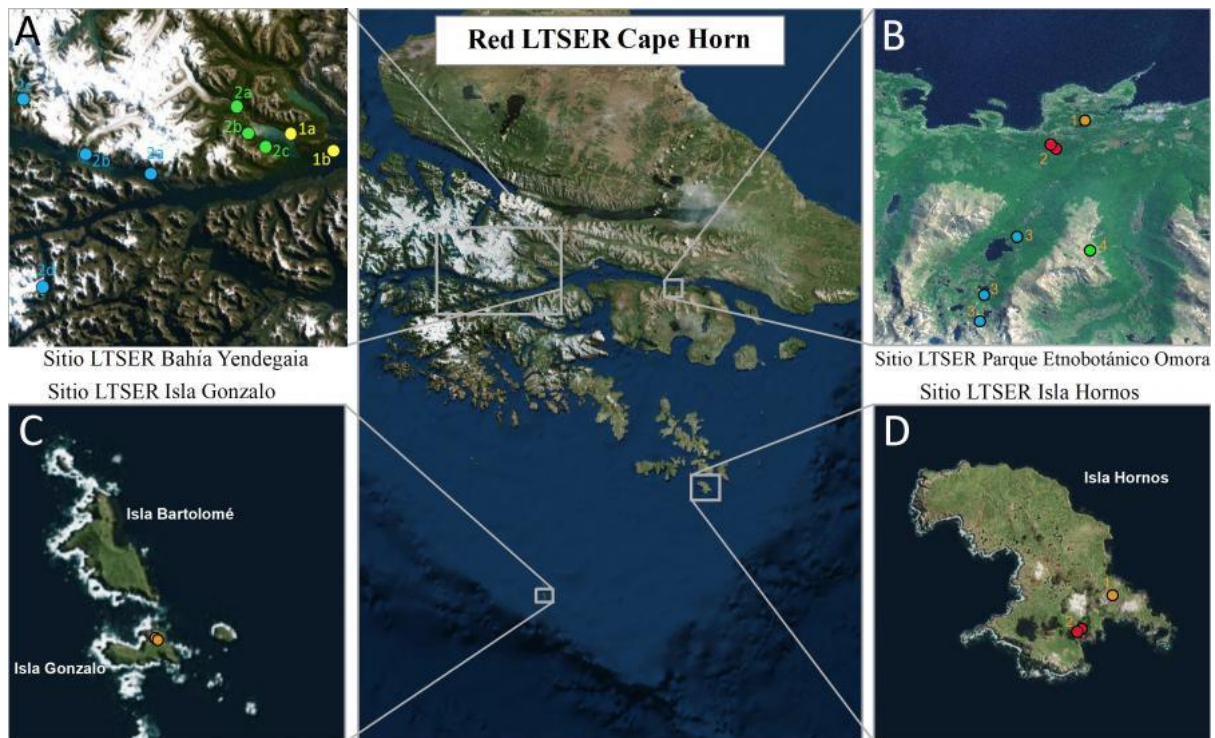 Red LTSER Cape Horn
A
2c
2a
2b
1a
2b
2a
2c
1b
2d
Sitio LTSER Bahía Yendegaia
B
1
2
3
4
3
Sitio LTSER Parque Etnobotánico Omora
Sitio LTSER Isla Gonzalo
C
Isla Bartolomé
Isla Gonzalo
Sitio LTSER Isla Hornos
D
Isla Hornos
1
2